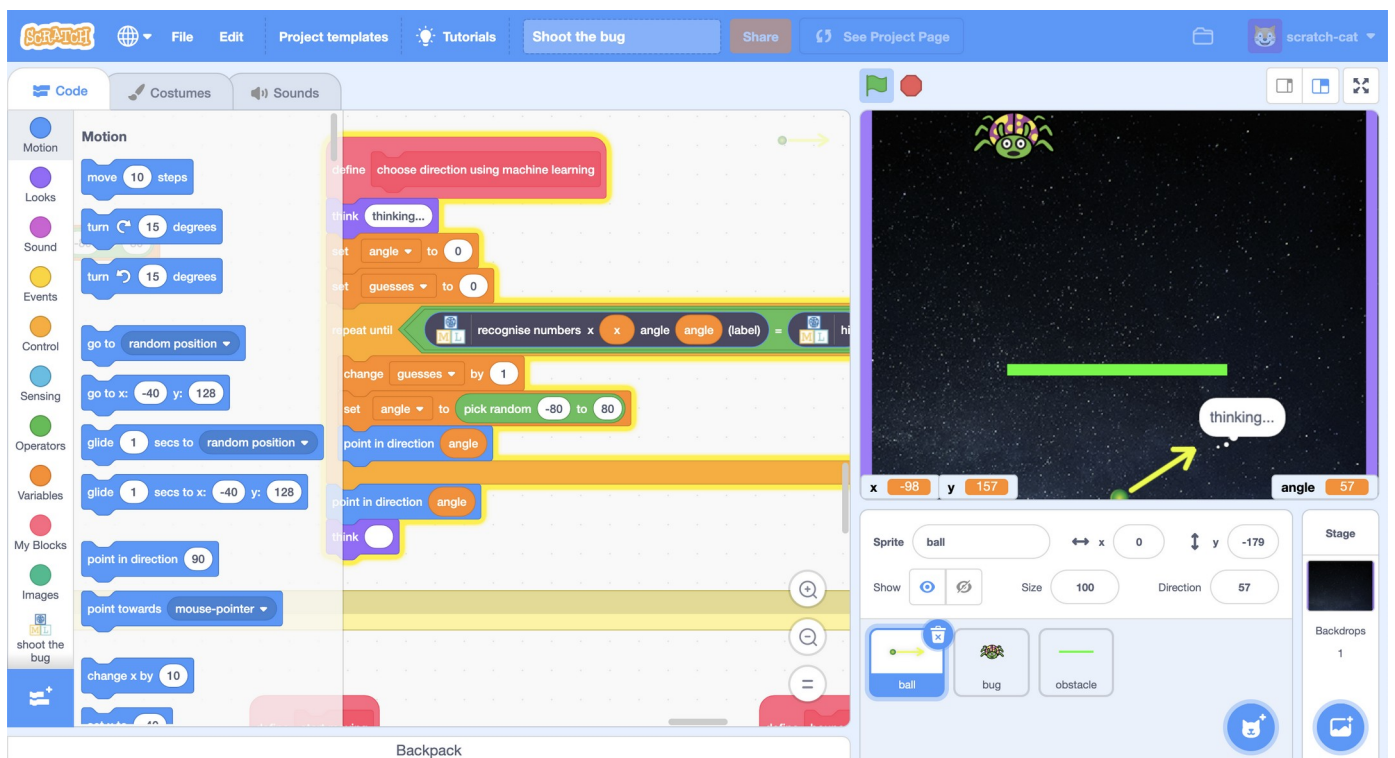 SCRATCH File Edit Project templates Tutorials Shoot the bug Share See Project Page scratch-cat
Code Costumes Sounds
Motion
Looks
Sound
Events
Control
Sensing
Operators
Variables
My Blocks
Images
ML
shoot the
bug
Motion
move 10 steps
turn 15 degrees
turn 15 degrees
go to random position
go to x: -40 y: 128
glide 1 secs to random position
glide 1 secs to x: -40 y: 128
point in direction 90
point towards mouse-pointer
change x by 10
define choose direction using machine learning
think thinking...
set angle to 0
set guesses to 0
repeat until ML recognise numbers x x angle angle (label) = ML hi
change guesses by 1
set angle to pick random -80 to 80
point in direction angle
point in direction angle
think
Backpack
thinking...
x -98 y 157 angle 57
Sprite ball x 0 y -179
Show Size 100 Direction 57
ball bug obstacle
Stage
Backdrops
1